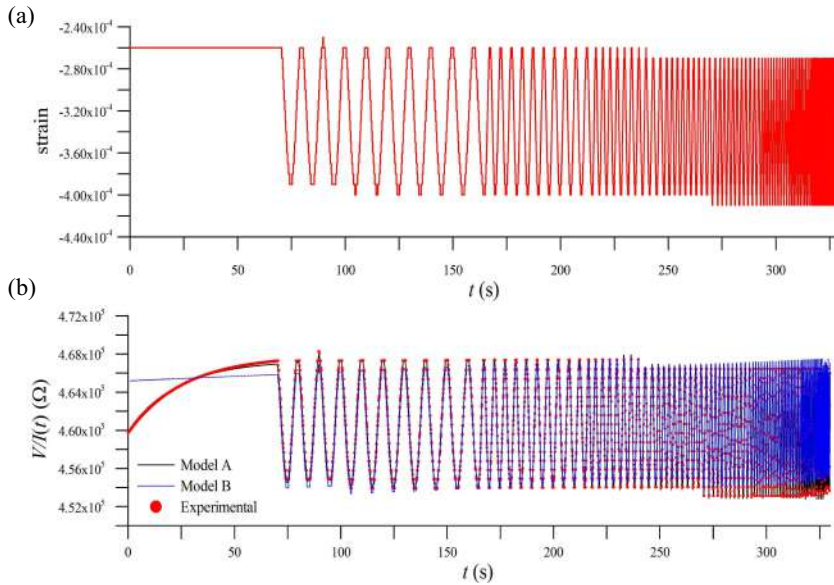 (a)
-2.40x10⁻⁴
-2.80x10⁻⁴
-3.20x10⁻⁴
-3.60x10⁻⁴
-4.00x10⁻⁴
-4.40x10⁻⁴
strain
0 50 100 150 200 250 300
t (s)
(b)
4.72x10⁵
4.68x10⁵
4.66x10⁵
4.60x10⁵
4.56x10⁵
4.52x10⁵
V/I(t) (Ω)
Model A
Model B
Experimental
0 50 100 150 200 250 300
t (s)